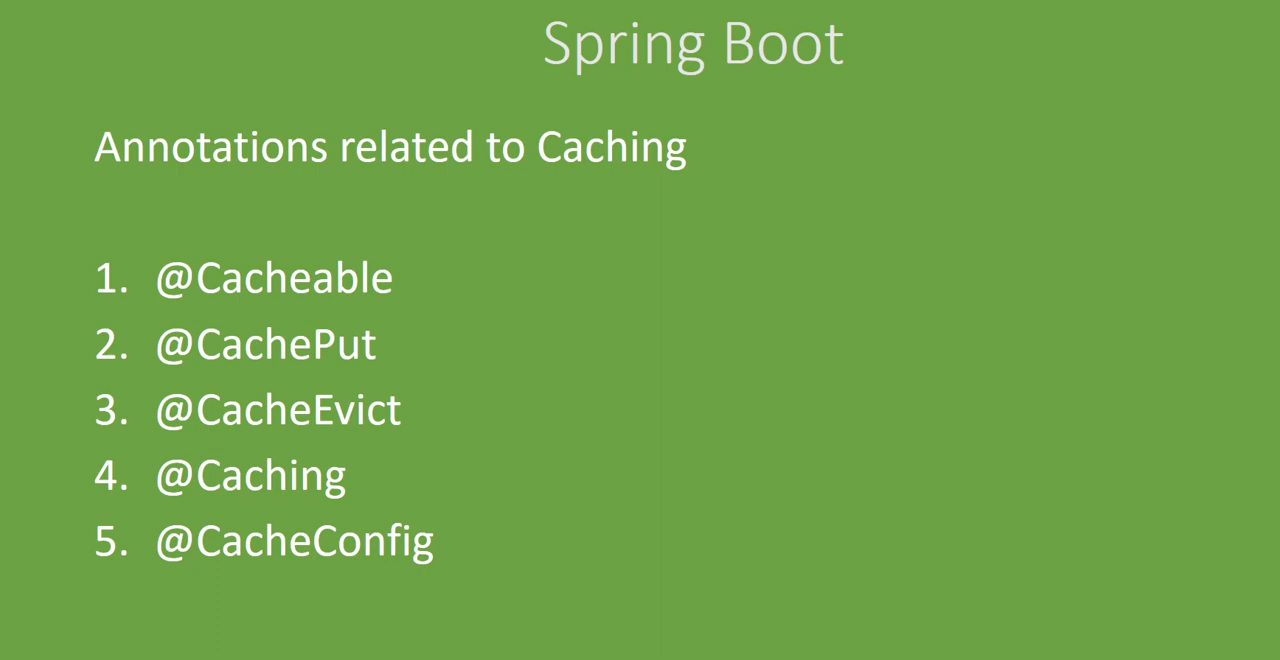 Spring Boot
Annotations related to Caching
1. @Cacheable
2. @CachePut
3. @CacheEvict
4. @Caching
5. @CacheConfig